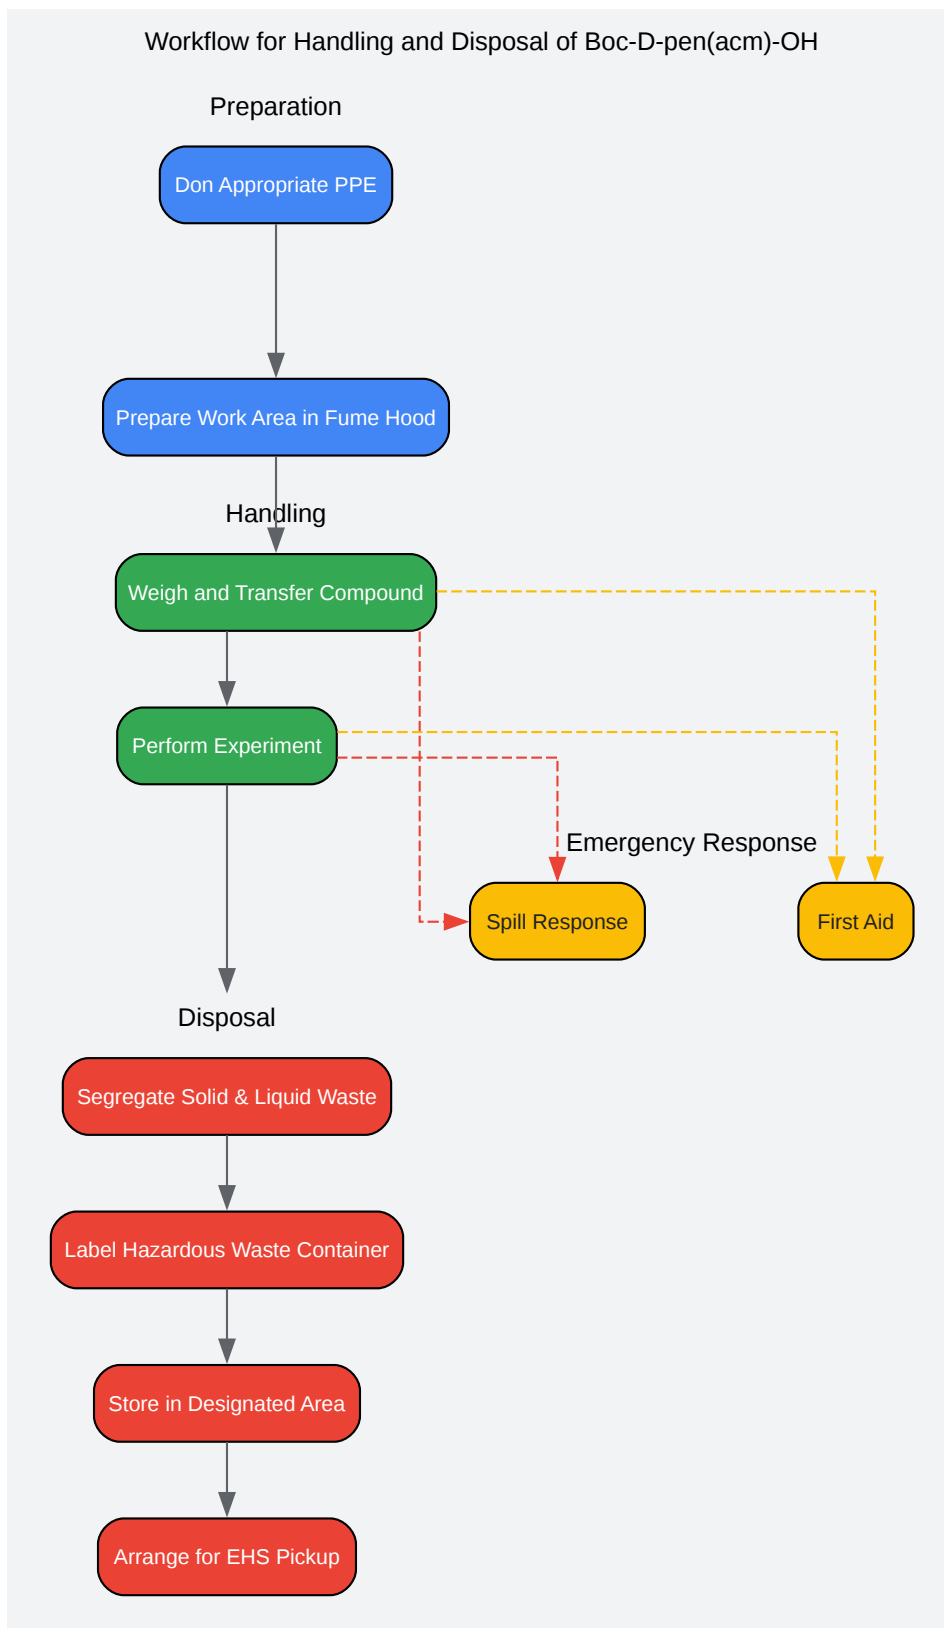 Workflow for Handling and Disposal of Boc-D-pen(acm)-OH
Preparation
Don Appropriate PPE
Prepare Work Area in Fume Hood
Handling
Weigh and Transfer Compound
Perform Experiment
Emergency Response
Spill Response
First Aid
Disposal
Segregate Solid & Liquid Waste
Label Hazardous Waste Container
Store in Designated Area
Arrange for EHS Pickup